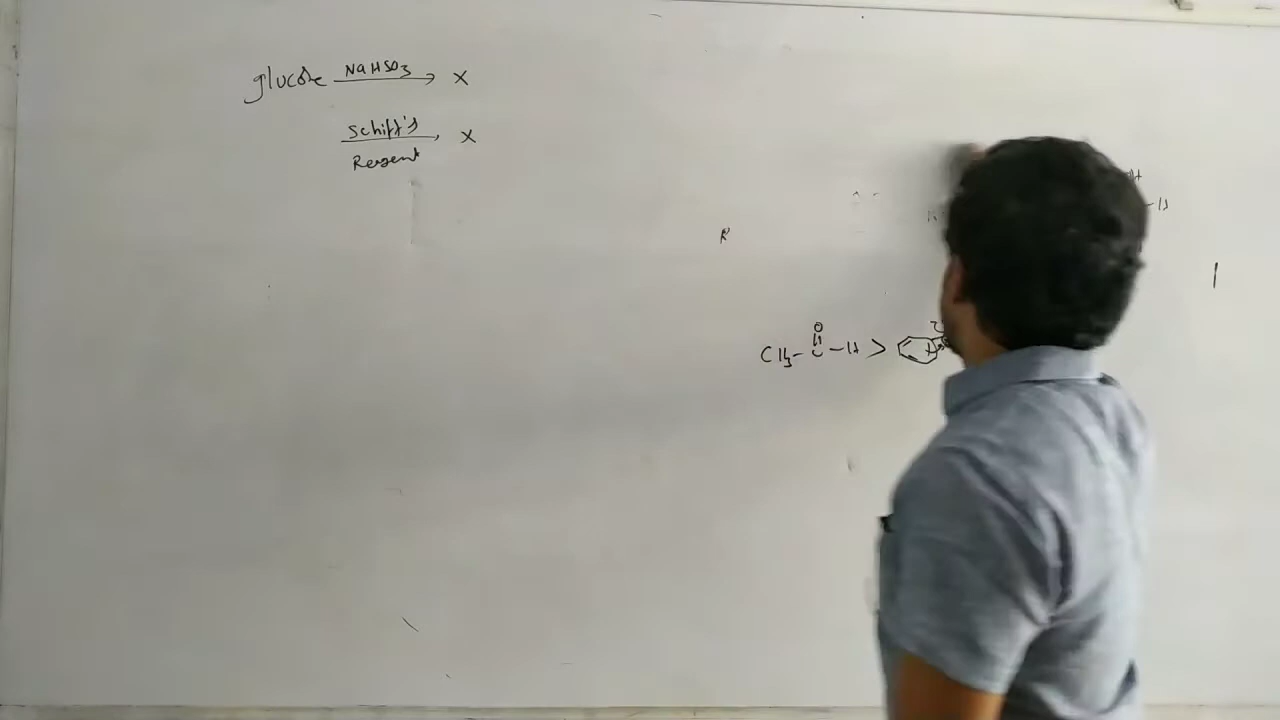 glucose NaHSO3 → X
Schiff's Reagent → X
R
O
CH3-C-H >